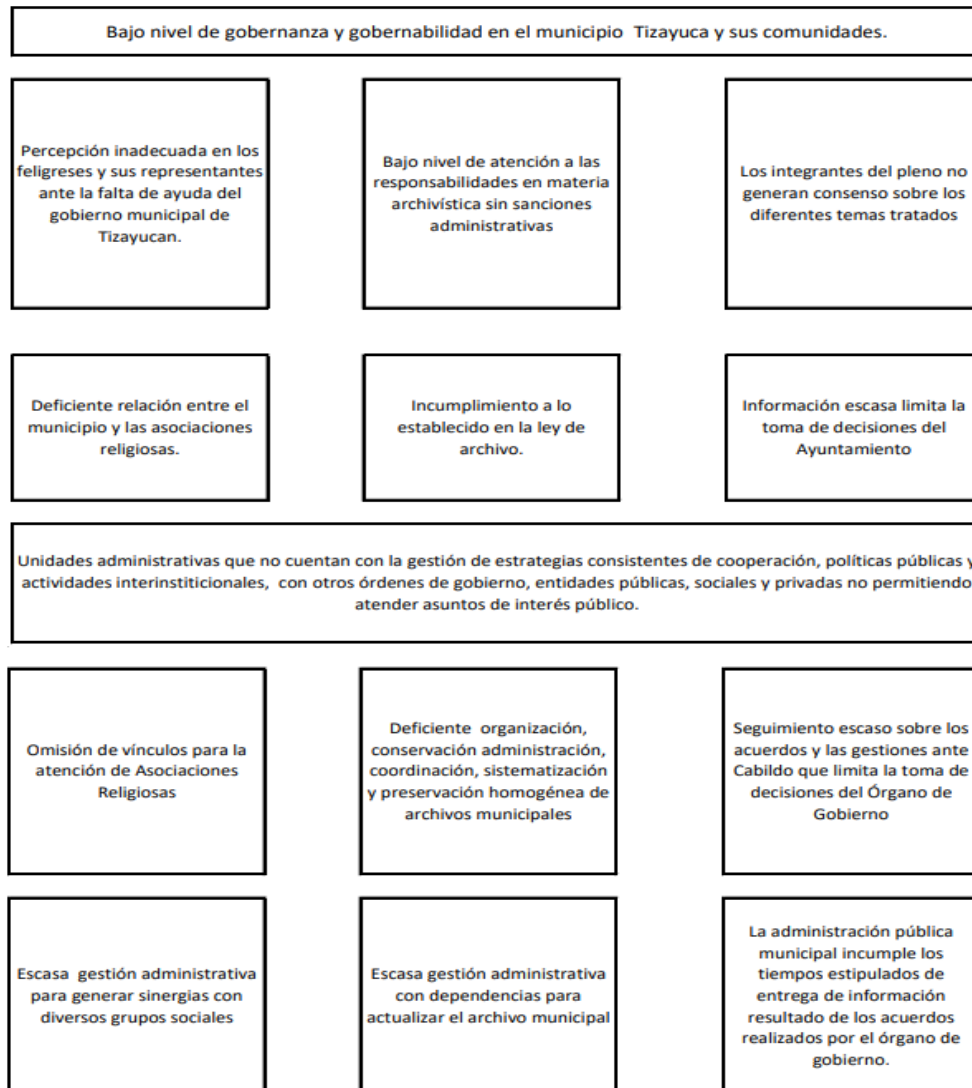 Bajo nivel de gobernanza y gobernabilidad en el municipio Tizayuca y sus comunidades.
Percepción inadecuada en los
feligreses y sus representantes
ante la falta de ayuda del
gobierno municipal de
Tizayucan.
Bajo nivel de atención a las
responsabilidades en materia
archivística sin sanciones
administrativas
Los integrantes del pleno no
generan consenso sobre los
diferentes temas tratados
Deficiente relación entre el
municipio y las asociaciones
religiosas.
Incumplimiento a lo
establecido en la ley de
archivo.
Información escasa limita la
toma de decisiones del
Ayuntamiento
Unidades administrativas que no cuentan con la gestión de estrategias consistentes de cooperación, políticas públicas y
actividades interinstiticionales, con otros órdenes de gobierno, entidades públicas, sociales y privadas no permitiendo
atender asuntos de interés público.
Omisión de vínculos para la
atención de Asociaciones
Religiosas
Deficiente organización,
conservación administración,
coordinación, sistematización
y preservación homogénea de
archivos municipales
Seguimiento escaso sobre los
acuerdos y las gestiones ante
Cabildo que limita la toma de
decisiones del Órgano de
Gobierno
Escasa gestión administrativa
para generar sinergias con
diversos grupos sociales
Escasa gestión administrativa
con dependencias para
actualizar el archivo municipal
La administración pública
municipal incumple los
tiempos estipulados de
entrega de información
resultado de los acuerdos
realizados por el órgano de
gobierno.